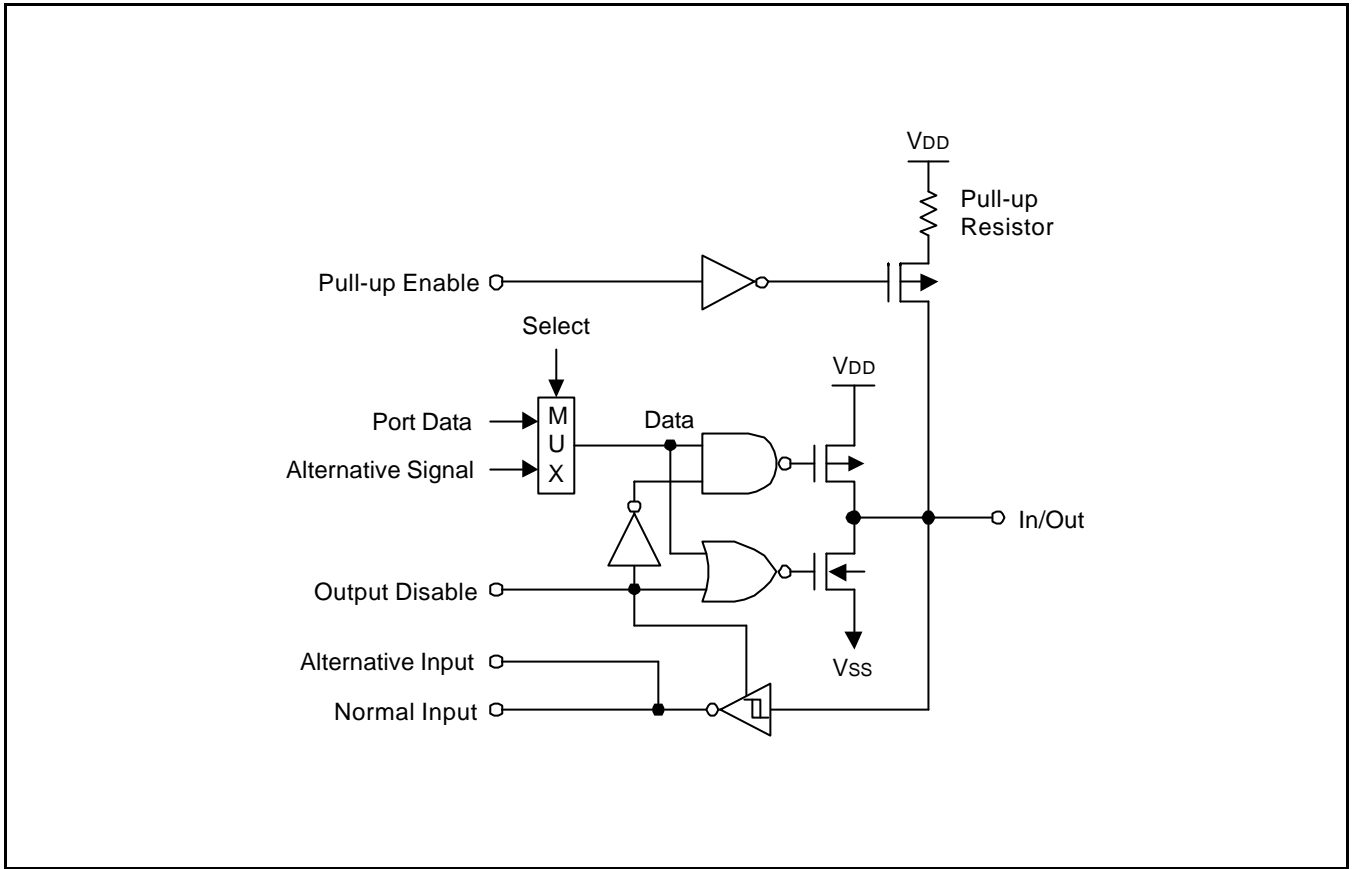 VDD
Pull-up
Resistor
Pull-up Enable
Select
VDD
Port Data
M
U
X
Data
Alternative Signal
In/Out
Output Disable
Alternative Input
VSS
Normal Input